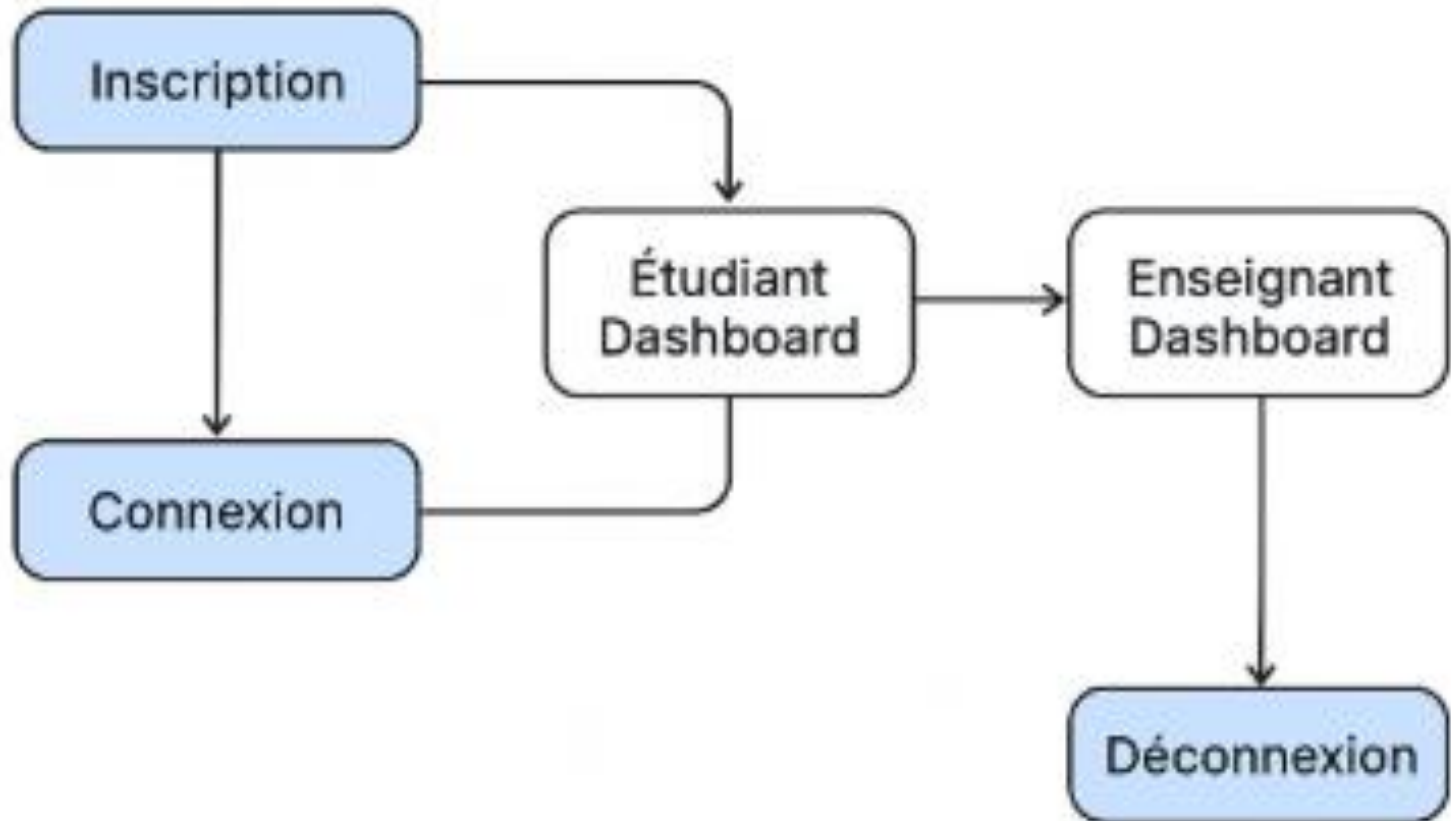 Inscription
Étudiant
Dashboard
Enseignant
Dashboard
Connexion
Déconnexion